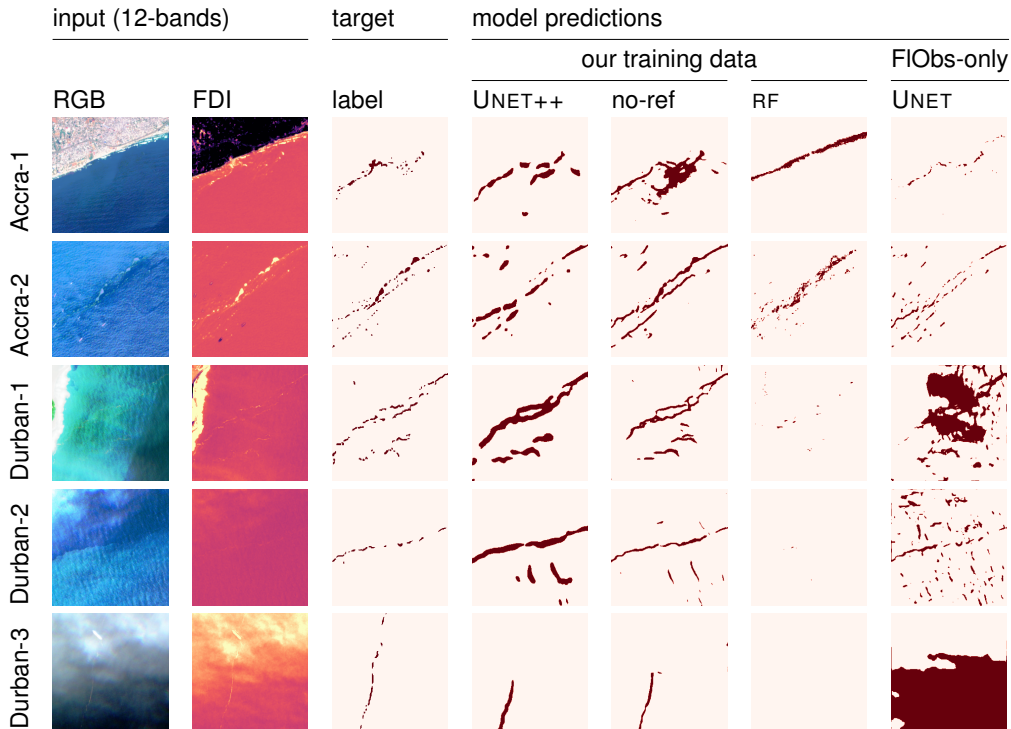 input (12-bands) target model predictions
our training data FlObs-only
RGB FDI label UNET++ no-ref RF UNET
Accra-1
Accra-2
Durban-1
Durban-2
Durban-3